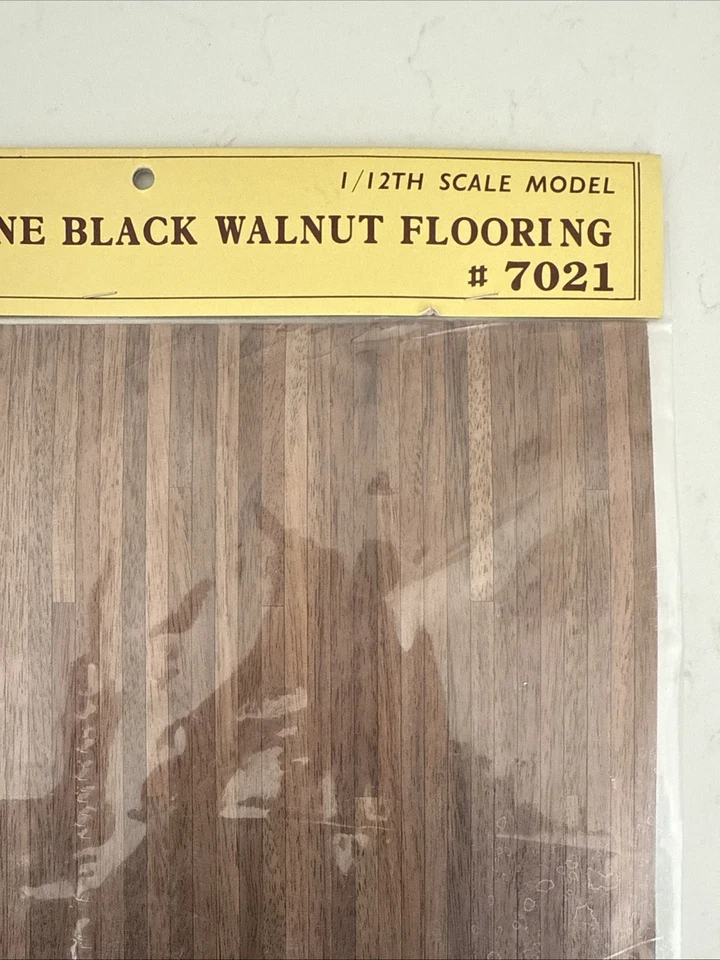 1/12TH SCALE MODEL
NE BLACK WALNUT FLOORING
# 7021